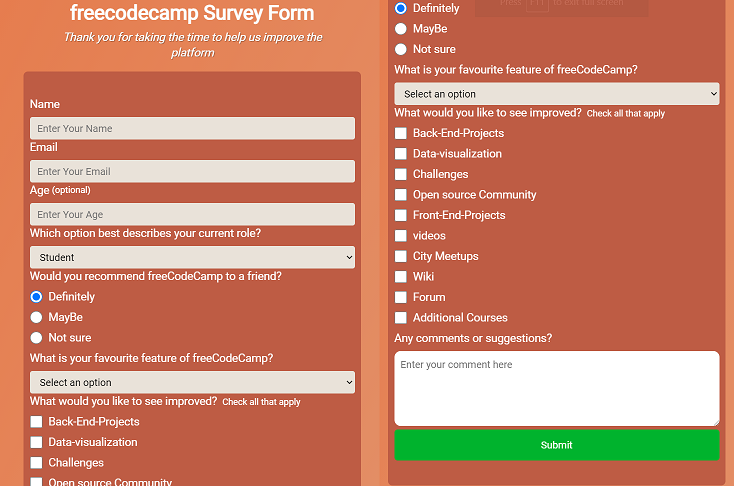 freecodecamp Survey Form
Thank you for taking the time to help us improve the
platform
Name
Enter Your Name
Email
Enter Your Email
Age (optional)
Enter Your Age
Which option best describes your current role?
Student
Would you recommend freeCodeCamp to a friend?
Definitely
MayBe
Not sure
What is your favourite feature of freeCodeCamp?
Select an option
What would you like to see improved? Check all that apply
Back-End-Projects
Data-visualization
Challenges
Open source Community
Press F11 to exit full screen
Definitely
MayBe
Not sure
What is your favourite feature of freeCodeCamp?
Select an option
What would you like to see improved? Check all that apply
Back-End-Projects
Data-visualization
Challenges
Open source Community
Front-End-Projects
videos
City Meetups
Wiki
Forum
Additional Courses
Any comments or suggestions?
Enter your comment here
Submit